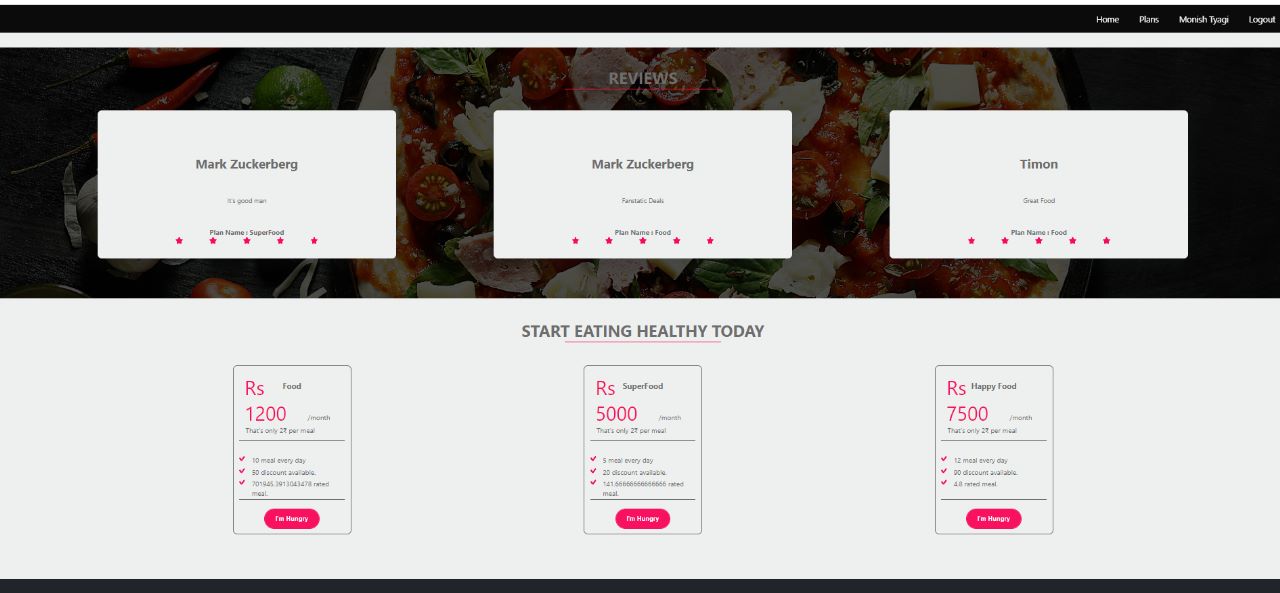 Home Plans Monish Tyagi Logout
REVIEWS
Mark Zuckerberg
It's good man
Plan Name : SuperFood
Mark Zuckerberg
Fanstatic Deals
Plan Name : Food
Timon
Great Food
Plan Name : Food
START EATING HEALTHY TODAY
Rs
1200
Food
/month
That's only 2₹ per meal
10 meal every day
50 discount available.
701945.3913043478 rated
meal.
I'm Hungry
Rs
5000
SuperFood
/month
That's only 2₹ per meal
5 meal every day
20 discount available.
141.66666666666666 rated
meal.
I'm Hungry
Rs
7500
Happy Food
/month
That's only 2₹ per meal
12 meal every day
90 discount available.
4.8 rated meal.
I'm Hungry